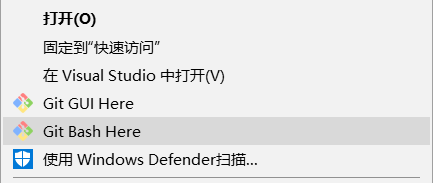 打开(O)
固定到"快速访问"
在 Visual Studio 中打开(V)
Git GUI Here
Git Bash Here
使用 Windows Defender扫描...